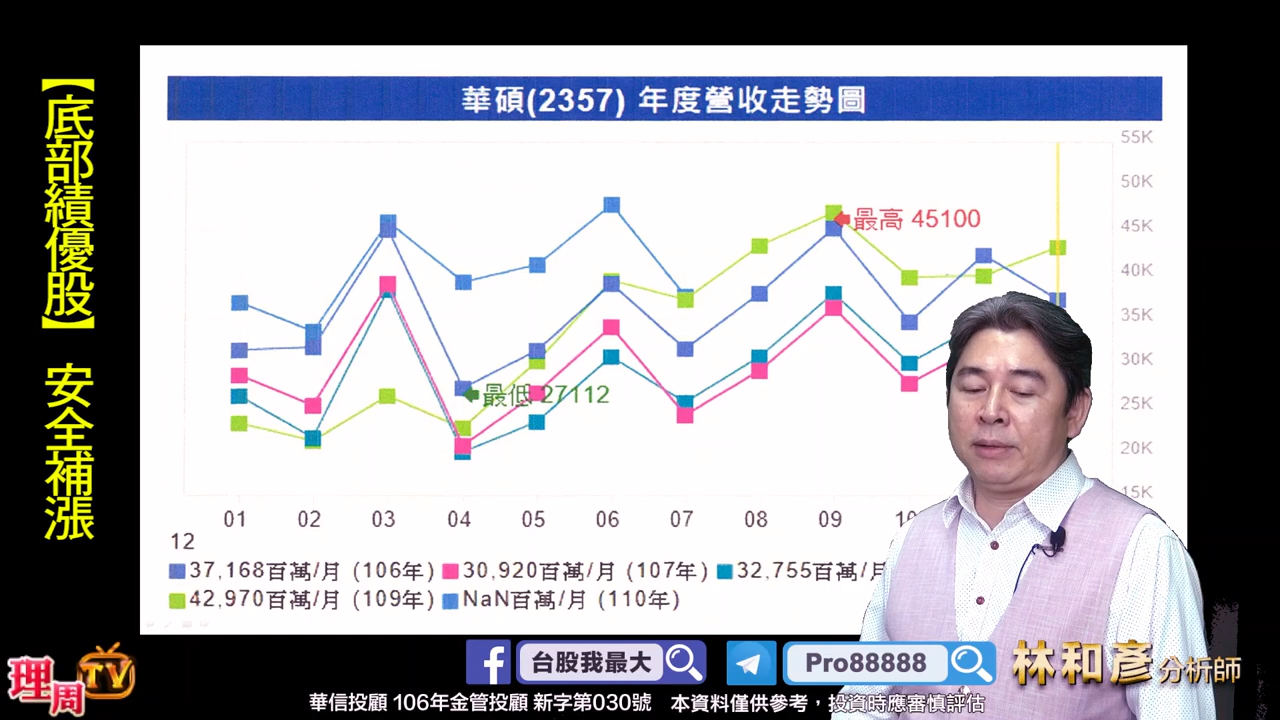 【底部績優股】 安全補漲
華碩(2357) 年度營收走勢圖
55K
50K
45K
40K
35K
30K
25K
20K
15K
最高 45100
最低 27112
01 02 03 04 05 06 07 08 09
12
37,168百萬/月 (106年) 30,920百萬/月 (107年) 32,755百萬/月
42,970百萬/月 (109年) NaN百萬/月 (110年)
理周TV
台股我最大 Pro88888
林和彥 分析師
華信投顧 106年金管投顧 新字第030號 本資料僅供參考，投資時應審慎評估